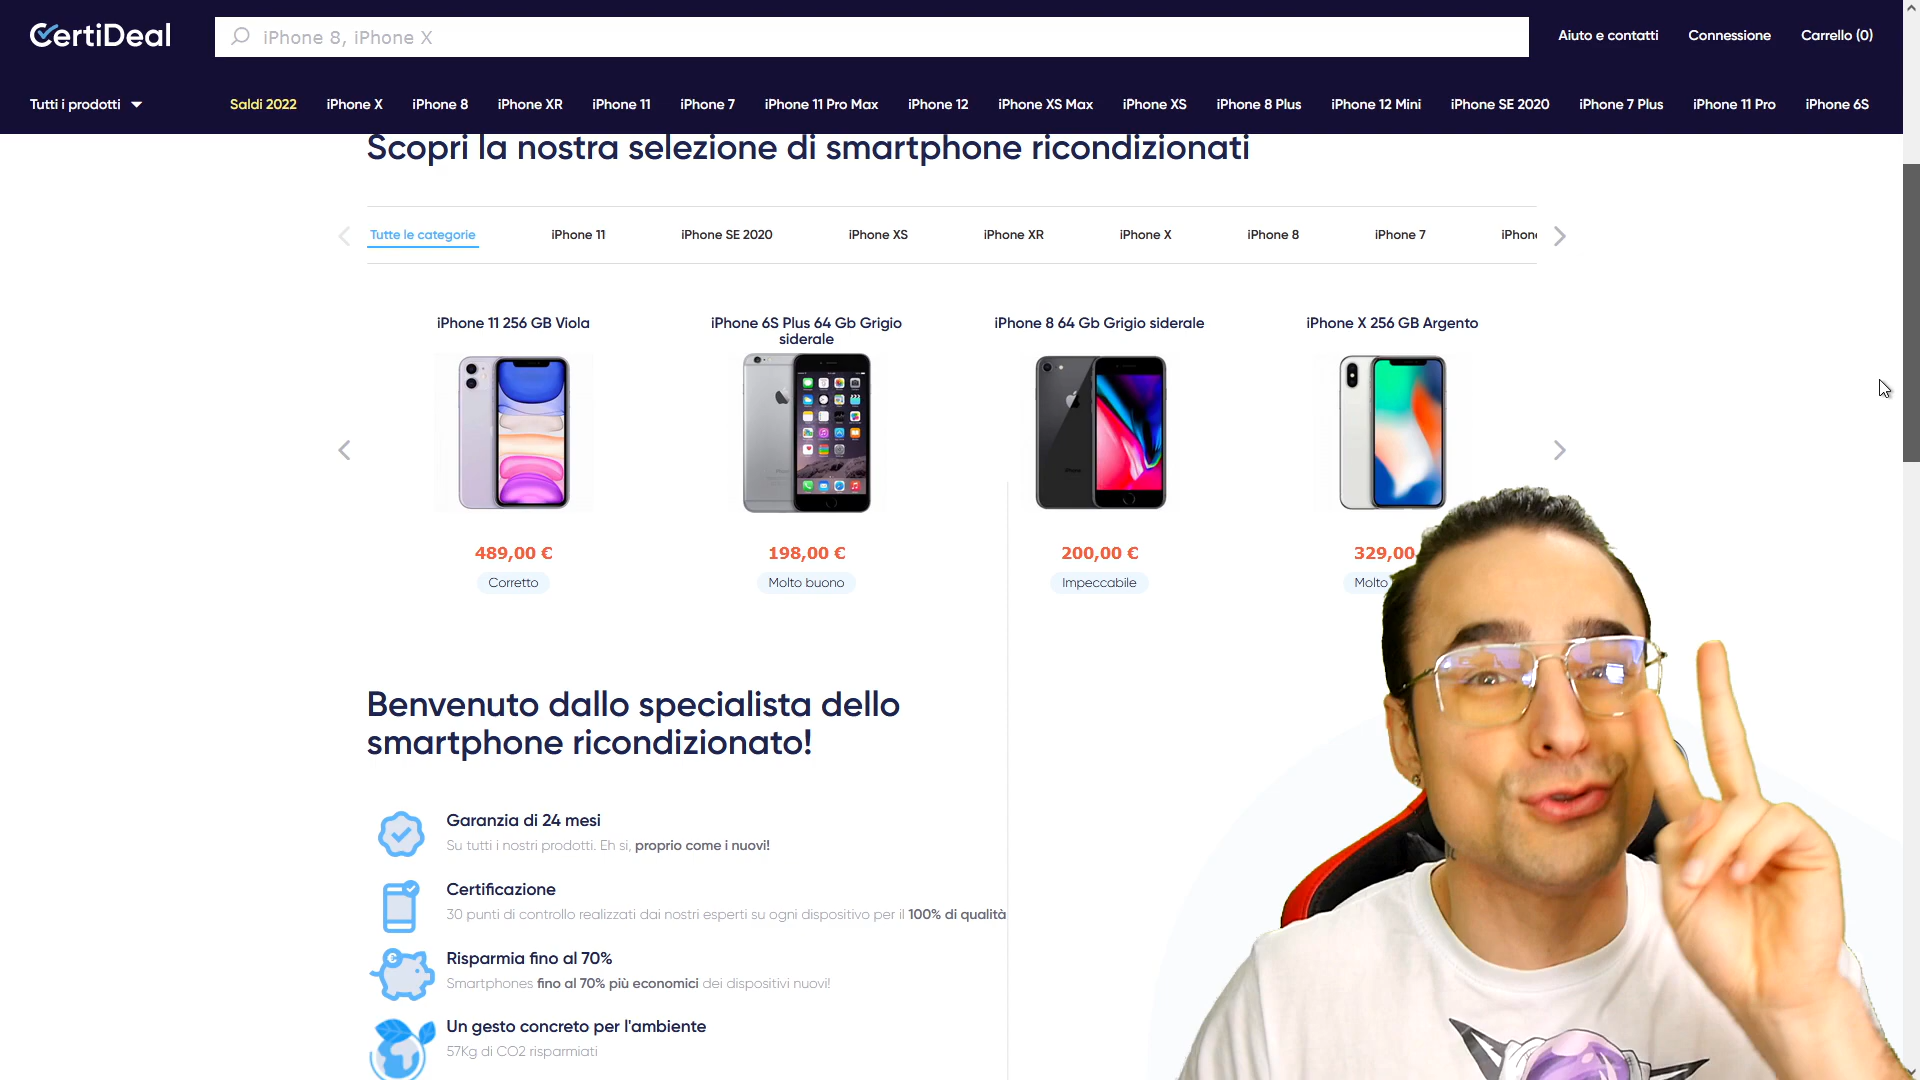 CertiDeal
iPhone 8, iPhone X
Aiuto e contatti
Connessione
Carrello (0)
Tutti i prodotti
Saldi 2022
iPhone X
iPhone 8
iPhone XR
iPhone 11
iPhone 7
iPhone 11 Pro Max
iPhone 12
iPhone XS Max
iPhone XS
iPhone 8 Plus
iPhone 12 Mini
iPhone SE 2020
iPhone 7 Plus
iPhone 11 Pro
iPhone 6S
Scopri la nostra selezione di smartphone ricondizionati
Tutte le categorie
iPhone 11
iPhone SE 2020
iPhone XS
iPhone XR
iPhone X
iPhone 8
iPhone 7
iPhone
iPhone 11 256 GB Viola
iPhone 6S Plus 64 Gb Grigio
siderale
iPhone 8 64 Gb Grigio siderale
iPhone X 256 GB Argento
489,00 €
198,00 €
200,00 €
329,00
Corretto
Molto buono
Impeccabile
Molto
Benvenuto dallo specialista dello
smartphone ricondizionato!
Garanzia di 24 mesi
Su tutti i nostri prodotti. Eh si, proprio come i nuovi!
Certificazione
30 punti di controllo realizzati dai nostri esperti su ogni dispositivo per il 100% di qualità
Risparmia fino al 70%
Smartphones fino al 70% più economici dei dispositivi nuovi!
Un gesto concreto per l'ambiente
57Kg di CO2 risparmiati